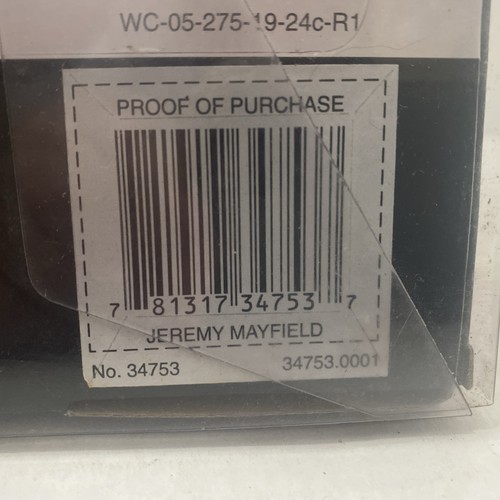 WC-05-275-19-24c-R1
PROOF OF PURCHASE
7 81317 34753 7
JEREMY MAYFIELD
No. 34753 34753.0001